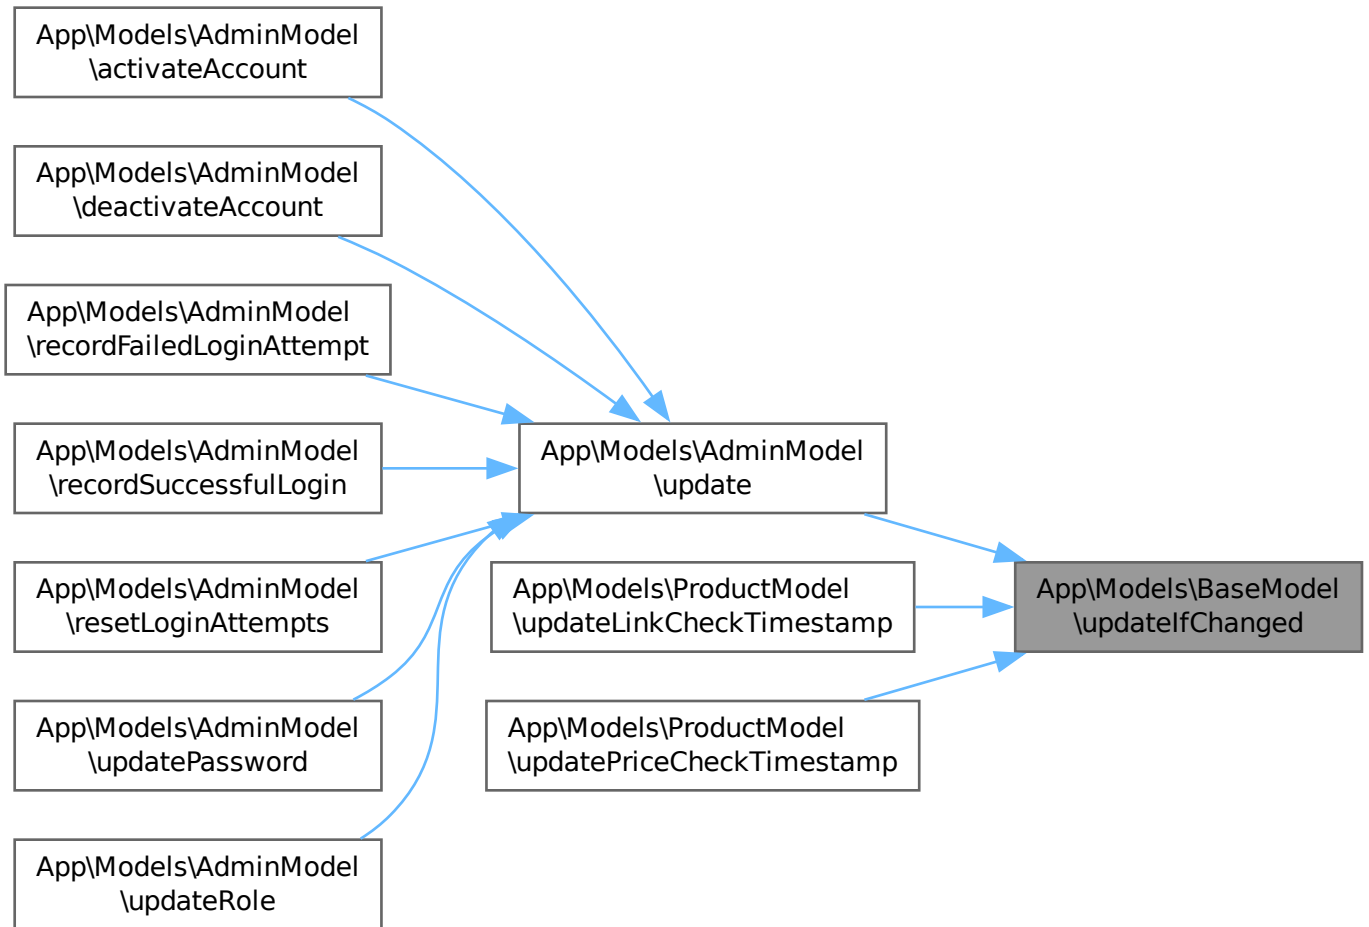 App\Models\AdminModel
\activateAccount
App\Models\AdminModel
\deactivateAccount
App\Models\AdminModel
\recordFailedLoginAttempt
App\Models\AdminModel
\recordSuccessfulLogin
App\Models\AdminModel
\resetLoginAttempts
App\Models\AdminModel
\updatePassword
App\Models\AdminModel
\updateRole
App\Models\AdminModel
\update
App\Models\ProductModel
\updateLinkCheckTimestamp
App\Models\ProductModel
\updatePriceCheckTimestamp
App\Models\BaseModel
\updateIfChanged